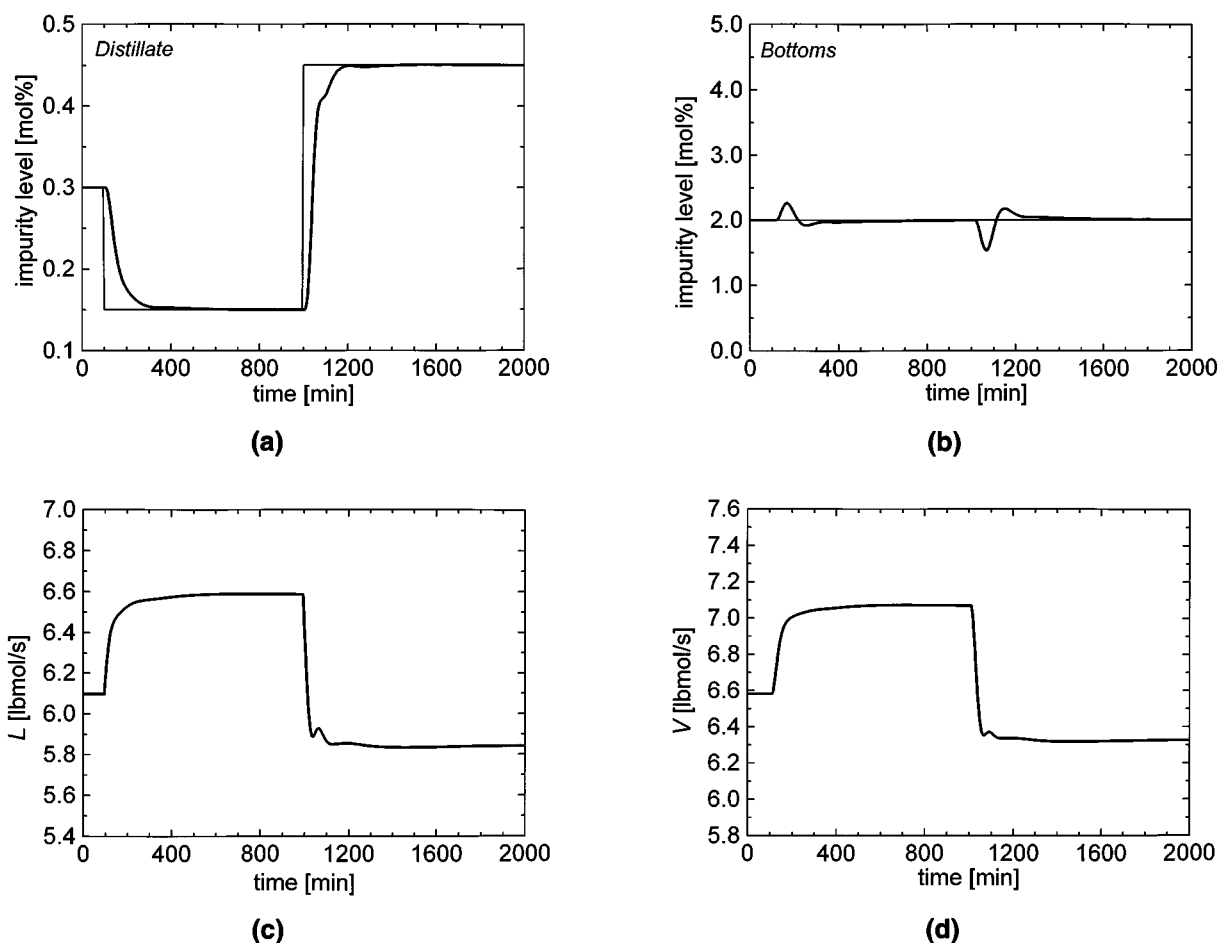 0.5
Distillate
0.4
0.3
0.2
0.1
impurity level [mol%]
0 400 800 1200 1600 2000
time [min]
(a)
5.0
Bottoms
4.0
3.0
2.0
1.0
0.0
impurity level [mol%]
0 400 800 1200 1600 2000
time [min]
(b)
7.0
6.8
6.6
6.4
6.2
6.0
5.8
5.6
5.4
L [lbmol/s]
0 400 800 1200 1600 2000
time [min]
(c)
7.6
7.4
7.2
7.0
6.8
6.6
6.4
6.2
6.0
5.8
V [lbmol/s]
0 400 800 1200 1600 2000
time [min]
(d)